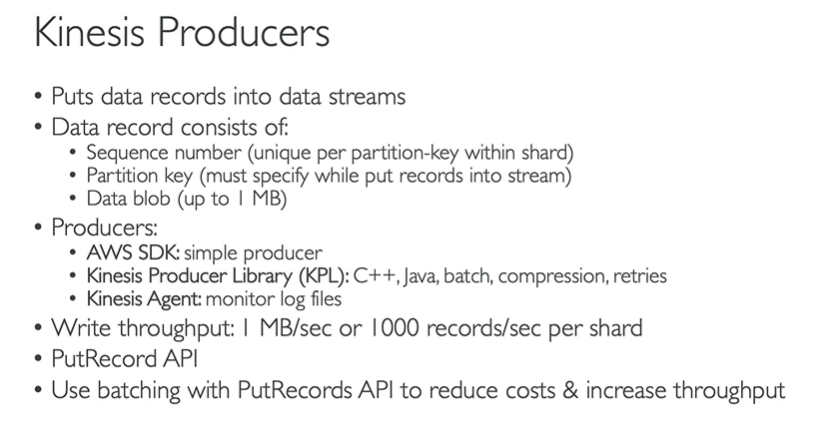 Kinesis Producers
• Puts data records into data streams
• Data record consists of:
• Sequence number (unique per partition-key within shard)
• Partition key (must specify while put records into stream)
• Data blob (up to 1 MB)
• Producers:
• AWS SDK: simple producer
• Kinesis Producer Library (KPL): C++, Java, batch, compression, retries
• Kinesis Agent: monitor log files
• Write throughput: 1 MB/sec or 1000 records/sec per shard
• PutRecord API
• Use batching with PutRecords API to reduce costs & increase throughput